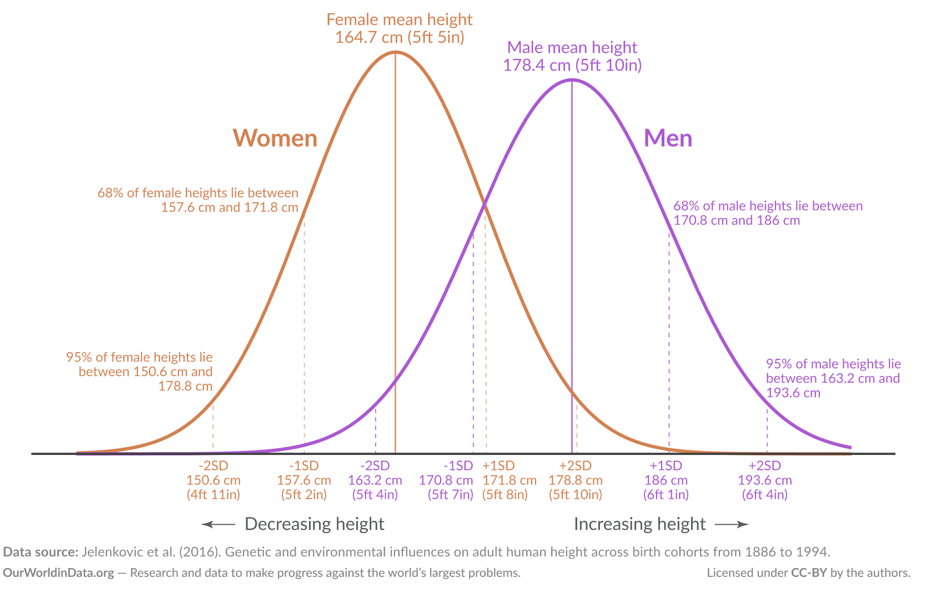 Female mean height
164.7 cm (5ft 5in)
Male mean height
178.4 cm (5ft 10in)
Women
Men
68% of female heights lie between
157.6 cm and 171.8 cm
68% of male heights lie between
170.8 cm and 186 cm
95% of female heights lie
between 150.6 cm and
178.8 cm
95% of male heights lie
between 163.2 cm and
193.6 cm
-2SD
150.6 cm
(4ft 11in)
-1SD
157.6 cm
(5ft 2in)
-2SD
163.2 cm
(5ft 4in)
-1SD
170.8 cm
(5ft 7in)
+1SD
171.8 cm
(5ft 8in)
+2SD
178.8 cm
(5ft 10in)
+1SD
186 cm
(6ft 1in)
+2SD
193.6 cm
(6ft 4in)
Decreasing height
Increasing height
Data source: Jelenkovic et al. (2016). Genetic and environmental influences on adult human height across birth cohorts from 1886 to 1994.
OurWorldinData.org — Research and data to make progress against the world's largest problems.
Licensed under CC-BY by the authors.